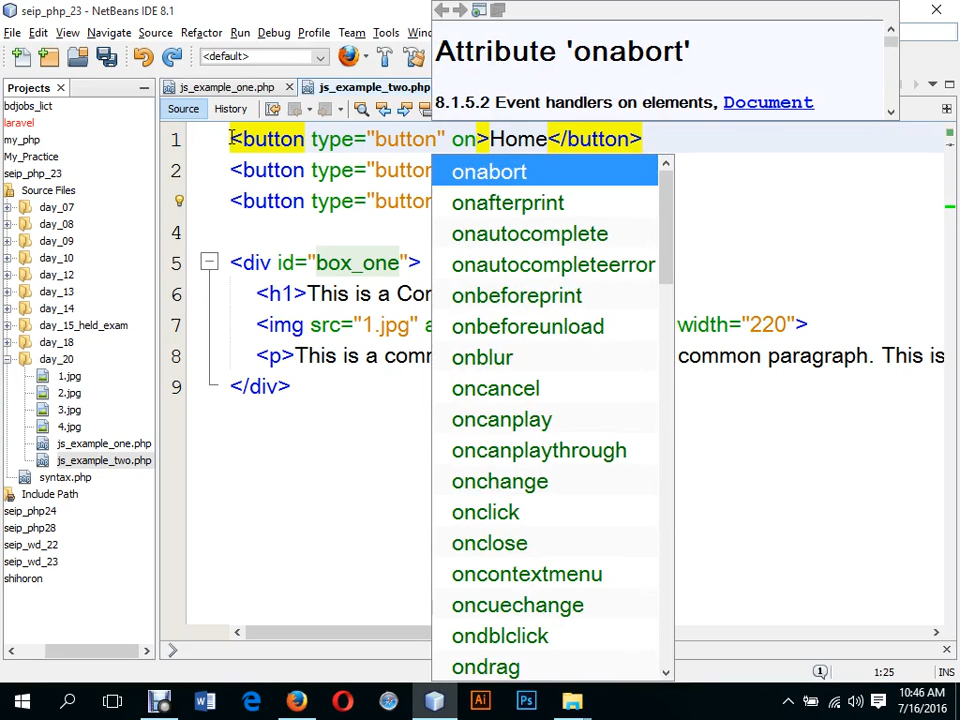 seip_php_23 - NetBeans IDE 8.1
File Edit View Navigate Source Refactor Run Debug Profile Team Tools
<default>
Attribute 'onabort'
8.1.5.2 Event handlers on elements, Document
Projects
js_example_one.php
js_example_two.php
Source History
bdjobs_lict
laravel
my_php
My_Practice
seip_php_23
Source Files
day_07
day_08
day_09
day_10
day_12
day_13
day_14
day_15_held_exam
day_18
day_20
1.jpg
2.jpg
3.jpg
4.jpg
js_example_one.php
js_example_two.php
syntax.php
Include Path
seip_php24
seip_php28
seip_wd_22
seip_wd_23
shihoron
1 <button type="button" on>Home</button>
2 <button type="button
<button type="button
4
5 <div id="box_one">
6 <h1>This is a
7 <img src="1.jpg" width="220">
8 <p>This is a common paragraph. This is
9 </div>
onabort
onafterprint
onautocomplete
onautocompleteerror
onbeforeprint
onbeforeunload
onblur
oncancel
oncanplay
oncanplaythrough
onchange
onclick
onclose
oncontextmenu
oncuechange
ondblclick
ondrag
1:25 INS
10:46 AM
7/16/2016